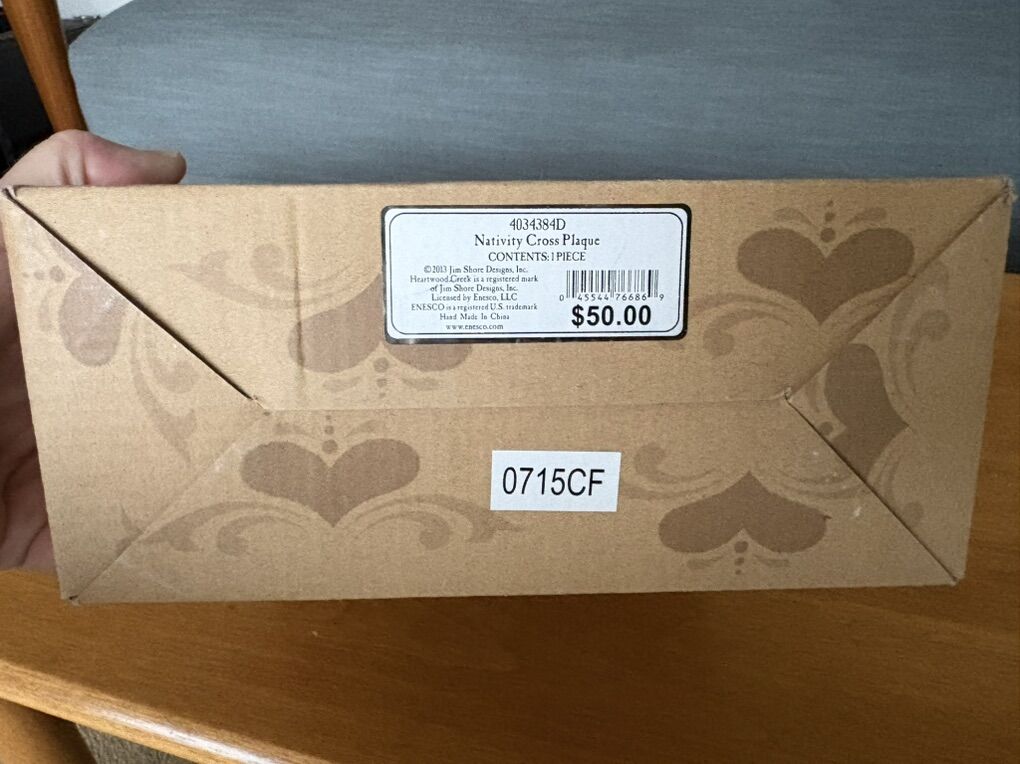 4034384D
Nativity Cross Plaque
CONTENTS: 1 PIECE
©2013 Jim Shore Designs, Inc.
Heartwood Creek is a registered mark
of Jim Shore Designs, Inc.
Licensed by Enesco, LLC
ENESCO is a registered U.S. trademark
Hand Made In China
www.enesco.com
0 45544 76686 9
$50.00
0715CF